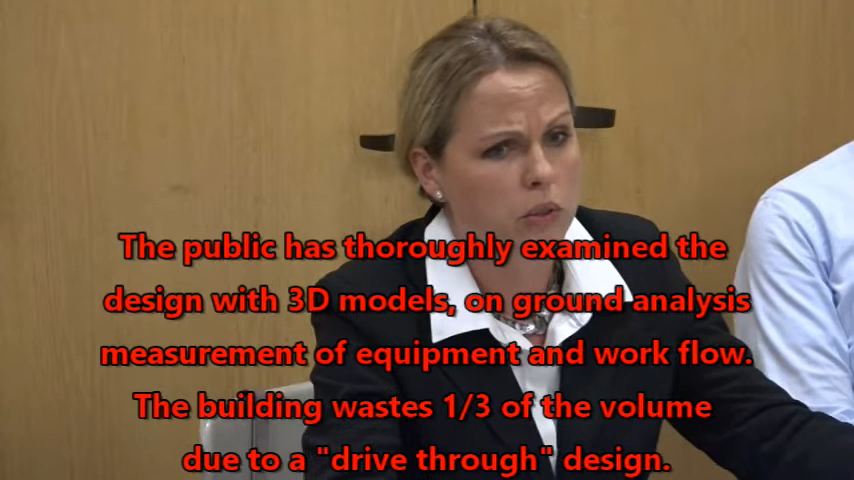 The public has thoroughly examined the
design with 3D models, on ground analysis
measurement of equipment and work flow.
The building wastes 1/3 of the volume
due to a "drive through" design.